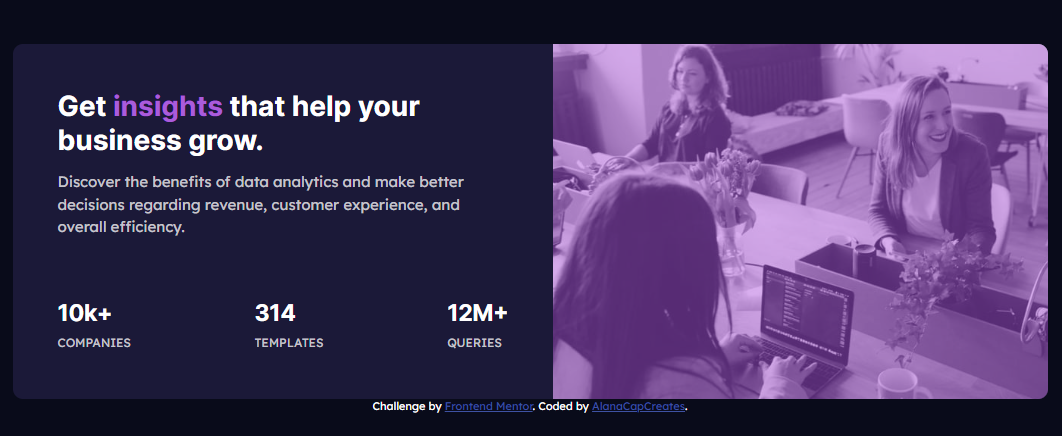 Get insights that help your
business grow.
Discover the benefits of data analytics and make better
decisions regarding revenue, customer experience, and
overall efficiency.
10k+
314
12M+
COMPANIES
TEMPLATES
QUERIES
Challenge by Frontend Mentor. Coded by AlanaCapCreates.